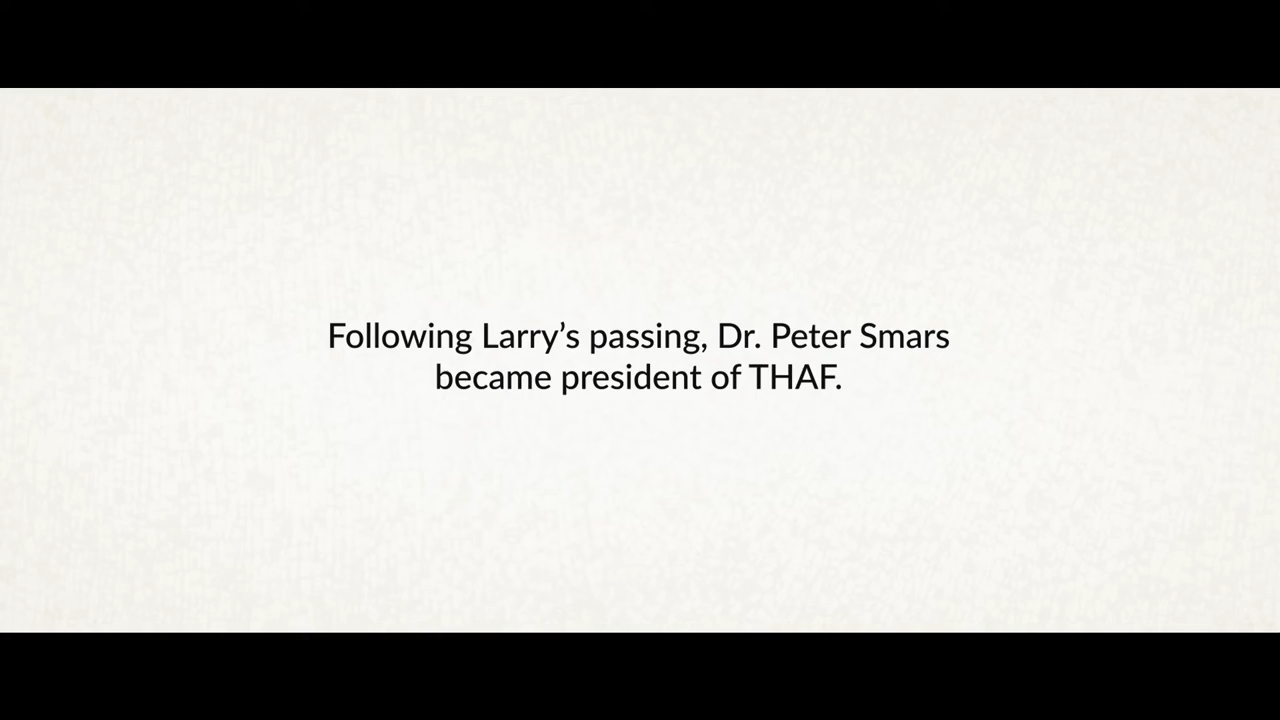 Following Larry’s passing, Dr. Peter Smars
became president of THAF.